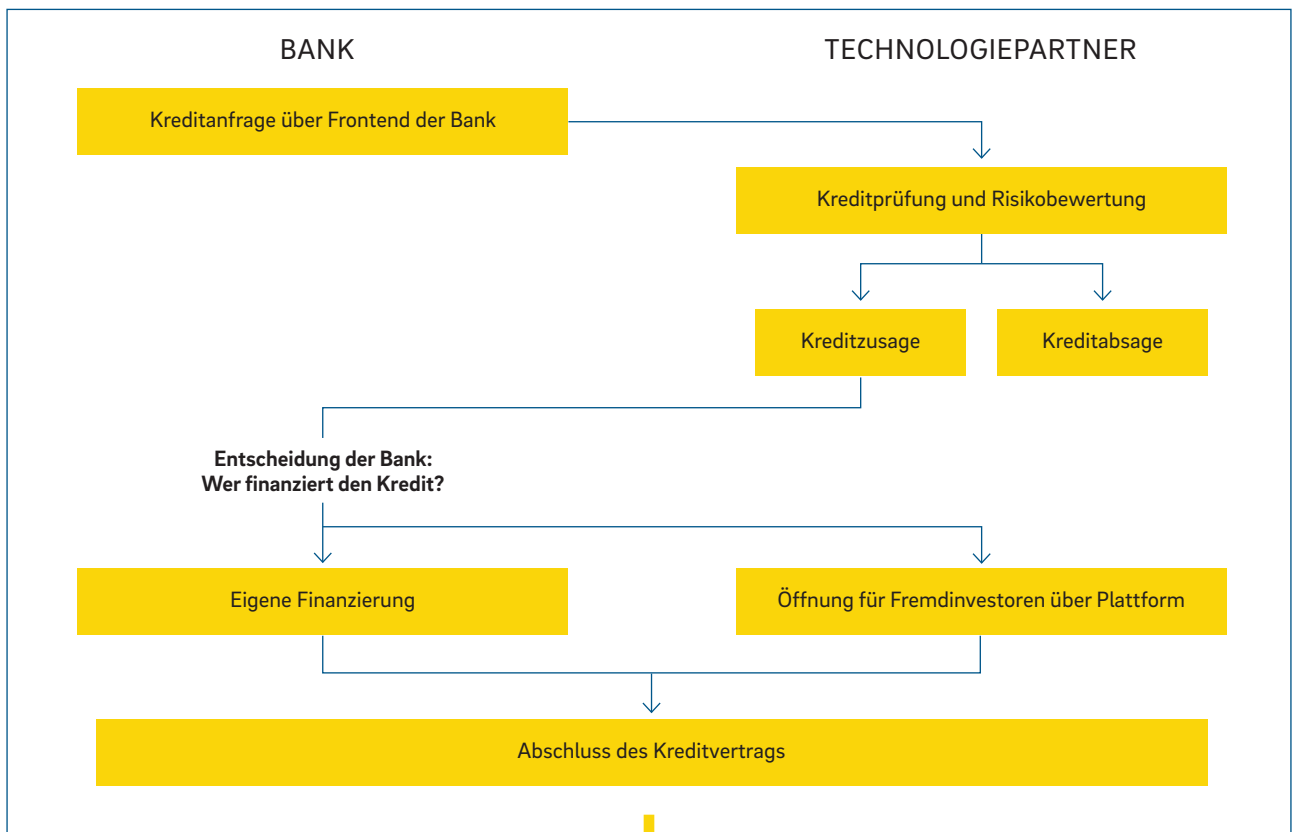 BANK
TECHNOLOGIEPARTNER
Kreditanfrage über Frontend der Bank
Kreditprüfung und Risikobewertung
Kreditzusage
Kreditabsage
Entscheidung der Bank:
Wer finanziert den Kredit?
Eigene Finanzierung
Öffnung für Fremdinvestoren über Plattform
Abschluss des Kreditvertrags